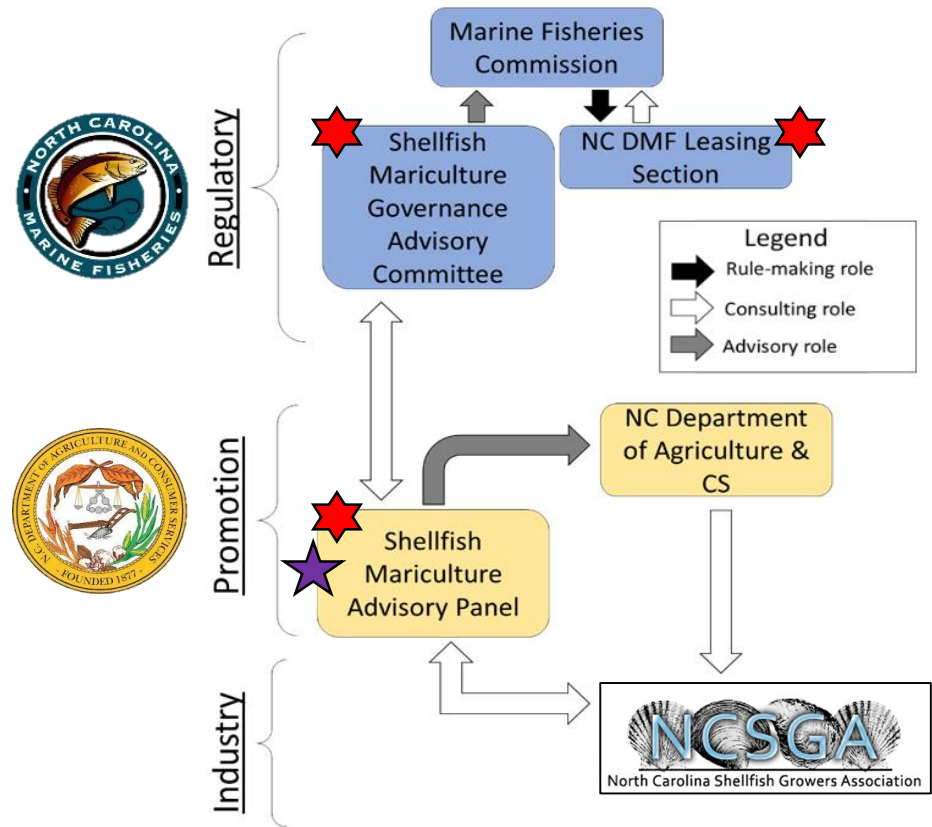 Marine Fisheries
Commission
Regulatory
NORTH CAROLINA
MARINE FISHERIES
Shellfish
Mariculture
Governance
Advisory
Committee
NC DMF Leasing
Section
Legend
Rule-making role
Consulting role
Advisory role
Promotion
N.C. DEPARTMENT OF AGRICULTURE AND CONSUMER SERVICES
- FOUNDED 1877 -
NC Department
of Agriculture &
CS
Shellfish
Mariculture
Advisory Panel
Industry
NCSGA
North Carolina Shellfish Growers Association